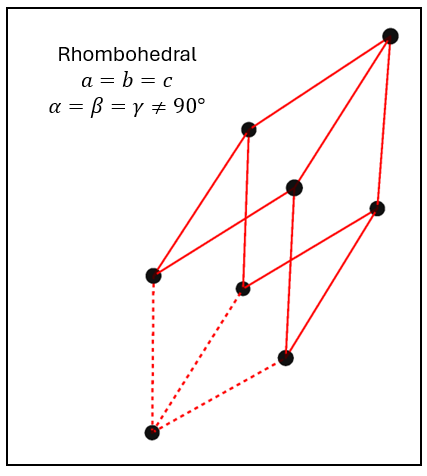 Rhombohedral
𝑎 = 𝑏 = 𝑐
𝛼 = 𝛽 = 𝛾 ≠ 90°